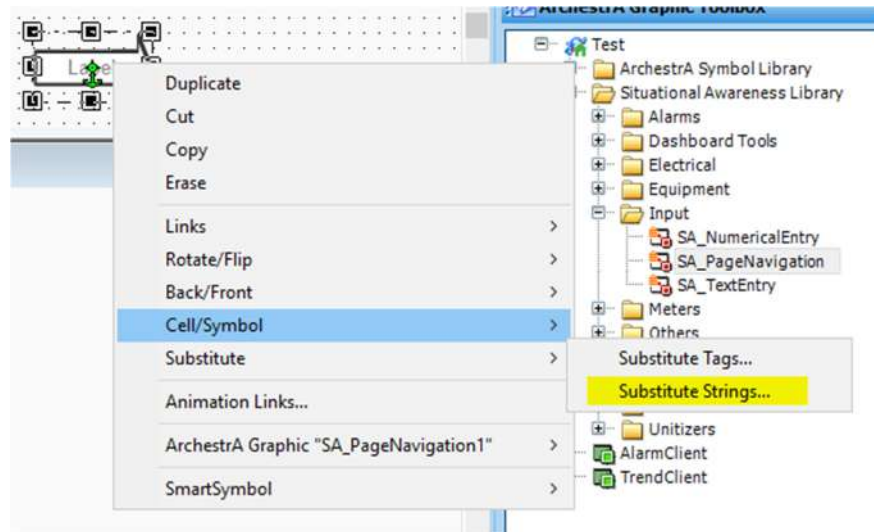 ArchestrA Graphic Toolbox
Test
ArchestrA Symbol Library
Situational Awareness Library
Alarms
Dashboard Tools
Electrical
Equipment
Input
SA_NumericalEntry
SA_PageNavigation
SA_TextEntry
Meters
Others
Unitizers
AlarmClient
TrendClient
Duplicate
Cut
Copy
Erase
Links
Rotate/Flip
Back/Front
Cell/Symbol
Substitute
Animation Links...
ArchestrA Graphic "SA_PageNavigation1"
SmartSymbol
Substitute Tags...
Substitute Strings...